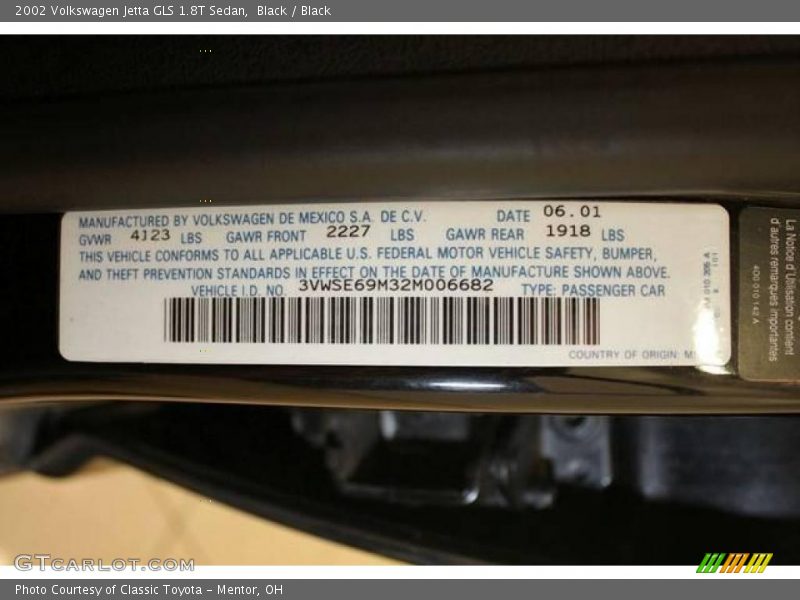 2002 Volkswagen Jetta GLS 1.8T Sedan, Black / Black
MANUFACTURED BY VOLKSWAGEN DE MEXICO S.A. DE C.V. DATE 06.01
GVWR 4123 LBS GAWR FRONT 2227 LBS GAWR REAR 1918 LBS
THIS VEHICLE CONFORMS TO ALL APPLICABLE U.S. FEDERAL MOTOR VEHICLE SAFETY, BUMPER,
AND THEFT PREVENTION STANDARDS IN EFFECT ON THE DATE OF MANUFACTURE SHOWN ABOVE.
VEHICLE I.D. NO. 3VWSE69M32M006682 TYPE: PASSENGER CAR
COUNTRY OF ORIGIN:
La Notice d'Utilisation contient
d'autres remarques importantes
GTcarlot.com
Photo Courtesy of Classic Toyota - Mentor, OH